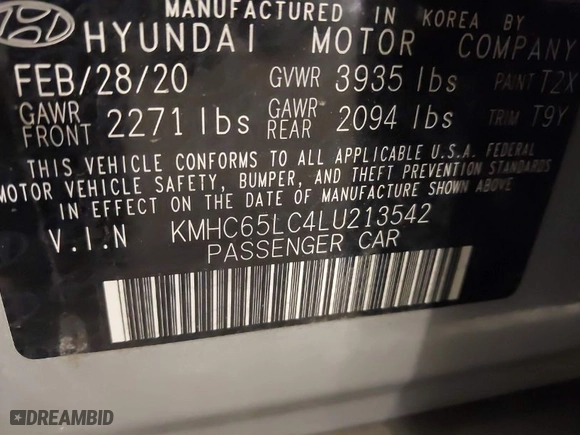 MANUFACTURED IN KOREA BY
HYUNDAI MOTOR COMPANY
FEB/28/20 GVWR 3935 lbs PAINT T2X
GAWR FRONT 2271 lbs GAWR REAR 2094 lbs TRIM T9Y
THIS VEHICLE CONFORMS TO ALL APPLICABLE U.S.A. FEDERAL
MOTOR VEHICLE SAFETY, BUMPER, AND THEFT PREVENTION STANDARDS
IN EFFECT ON THE DATE OF MANUFACTURE SHOWN ABOVE
V.I.N KMHC65LC4LU213542
PASSENGER CAR
DREAMBID